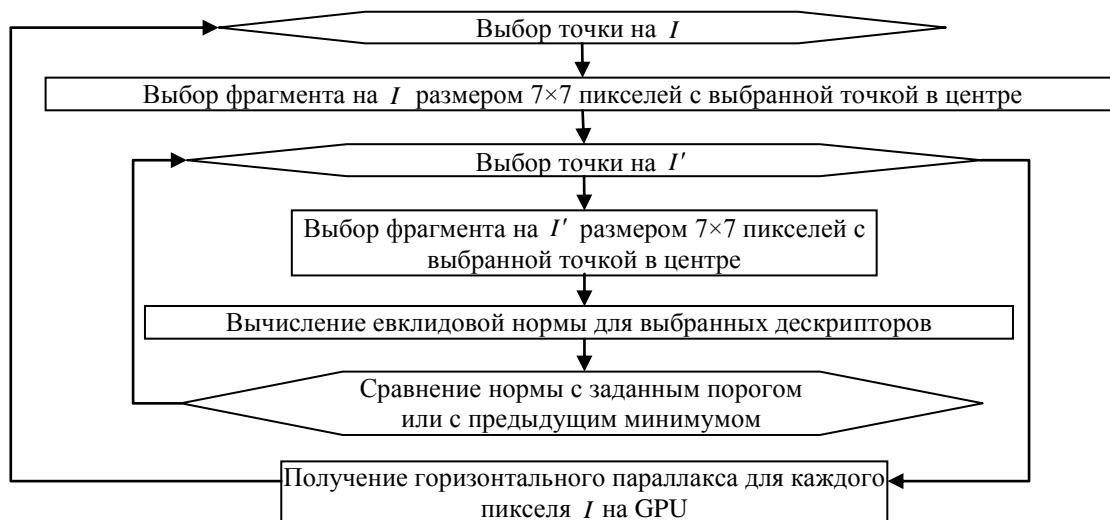 Выбор точки на I
Выбор фрагмента на I размером 7×7 пикселей с выбранной точкой в центре
Выбор точки на I′
Выбор фрагмента на I′ размером 7×7 пикселей с
выбранной точкой в центре
Вычисление евклидовой нормы для выбранных дескрипторов
Сравнение нормы с заданным порогом
или с предыдущим минимумом
Получение горизонтального параллакса для каждого
пикселя I на GPU